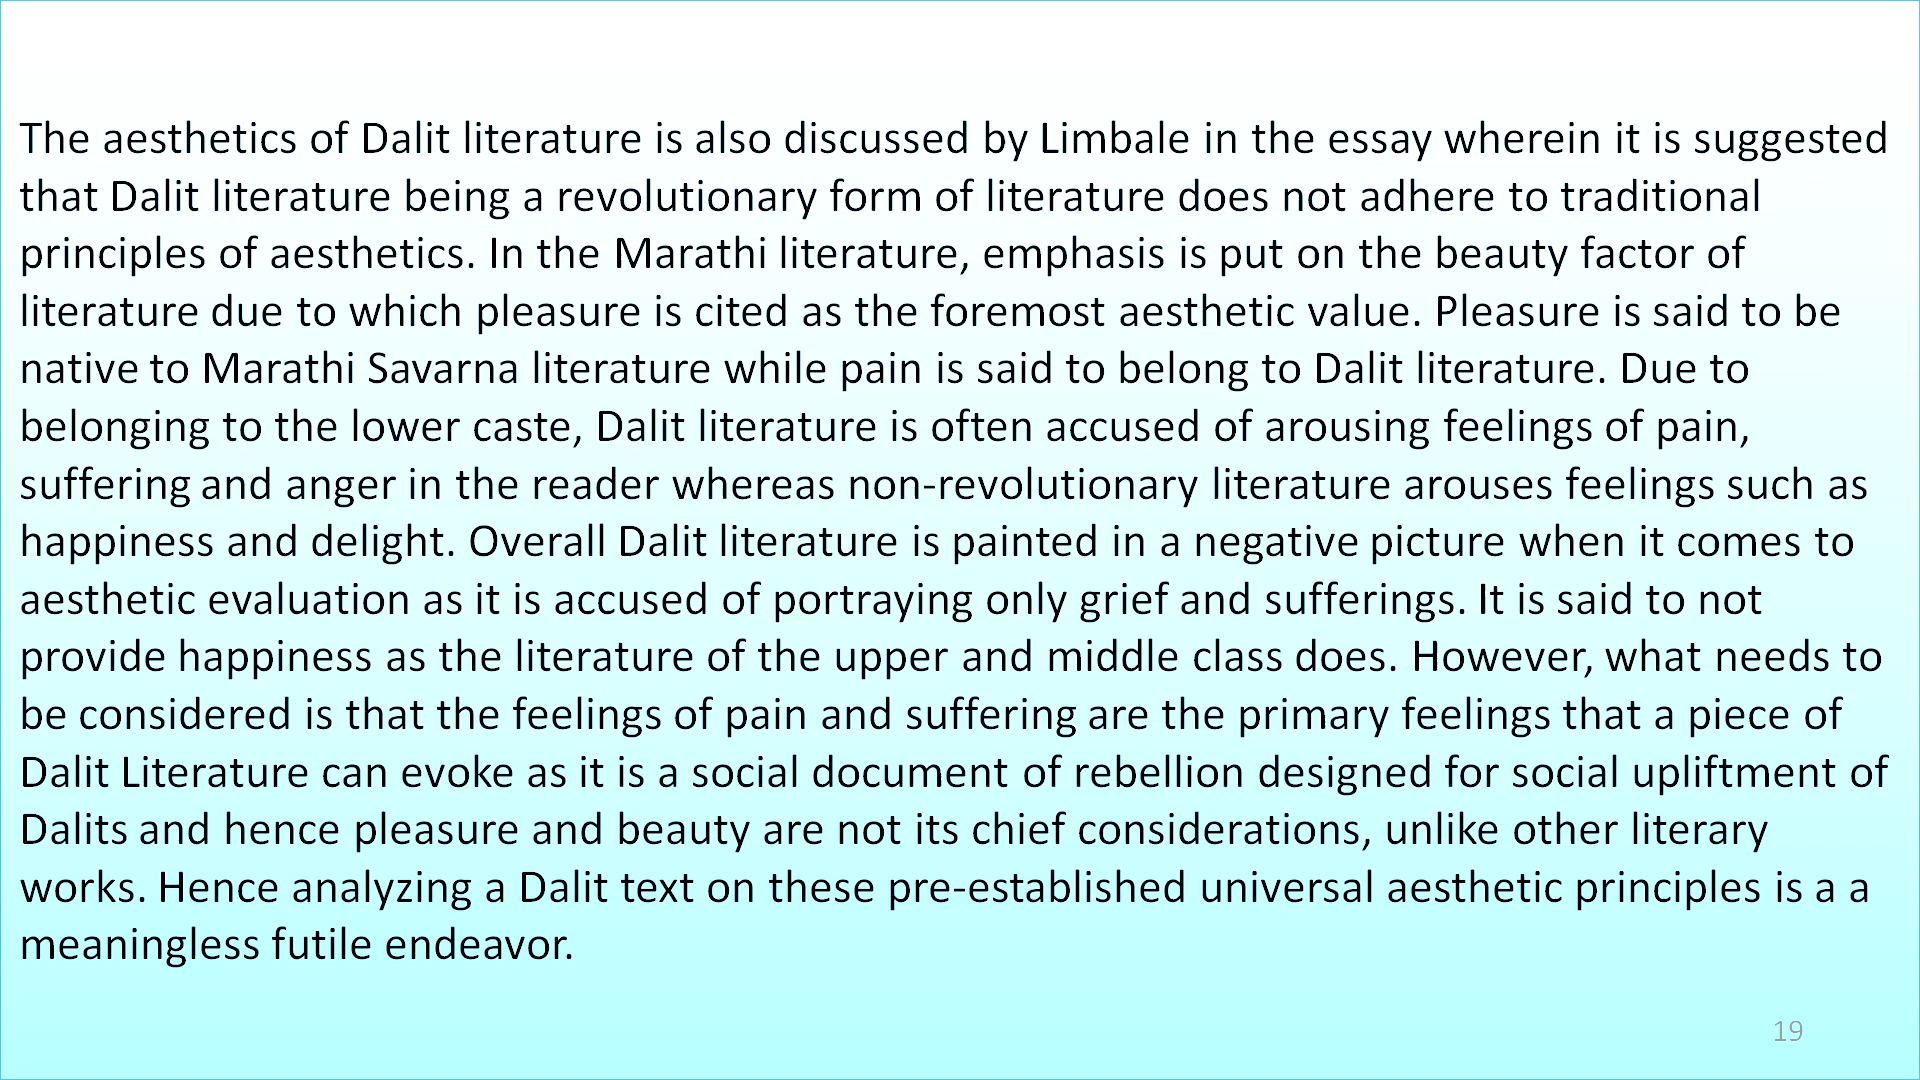 The aesthetics of Dalit literature is also discussed by Limbale in the essay wherein it is suggested
that Dalit literature being a revolutionary form of literature does not adhere to traditional
principles of aesthetics. In the Marathi literature, emphasis is put on the beauty factor of
literature due to which pleasure is cited as the foremost aesthetic value. Pleasure is said to be
native to Marathi Savarna literature while pain is said to belong to Dalit literature. Due to
belonging to the lower caste, Dalit literature is often accused of arousing feelings of pain,
suffering and anger in the reader whereas non-revolutionary literature arouses feelings such as
happiness and delight. Overall Dalit literature is painted in a negative picture when it comes to
aesthetic evaluation as it is accused of portraying only grief and sufferings. It is said to not
provide happiness as the literature of the upper and middle class does. However, what needs to
be considered is that the feelings of pain and suffering are the primary feelings that a piece of
Dalit Literature can evoke as it is a social document of rebellion designed for social upliftment of
Dalits and hence pleasure and beauty are not its chief considerations, unlike other literary
works. Hence analyzing a Dalit text on these pre-established universal aesthetic principles is a a
meaningless futile endeavor.
19